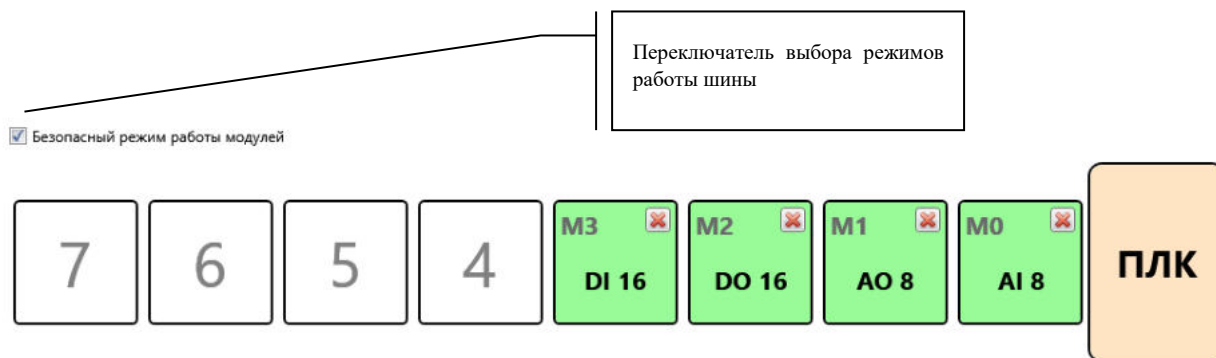 Переключатель выбора режимов
работы шины
Безопасный режим работы модулей
7
6
5
4
M3
DI 16
M2
DO 16
M1
AO 8
M0
AI 8
ПЛК